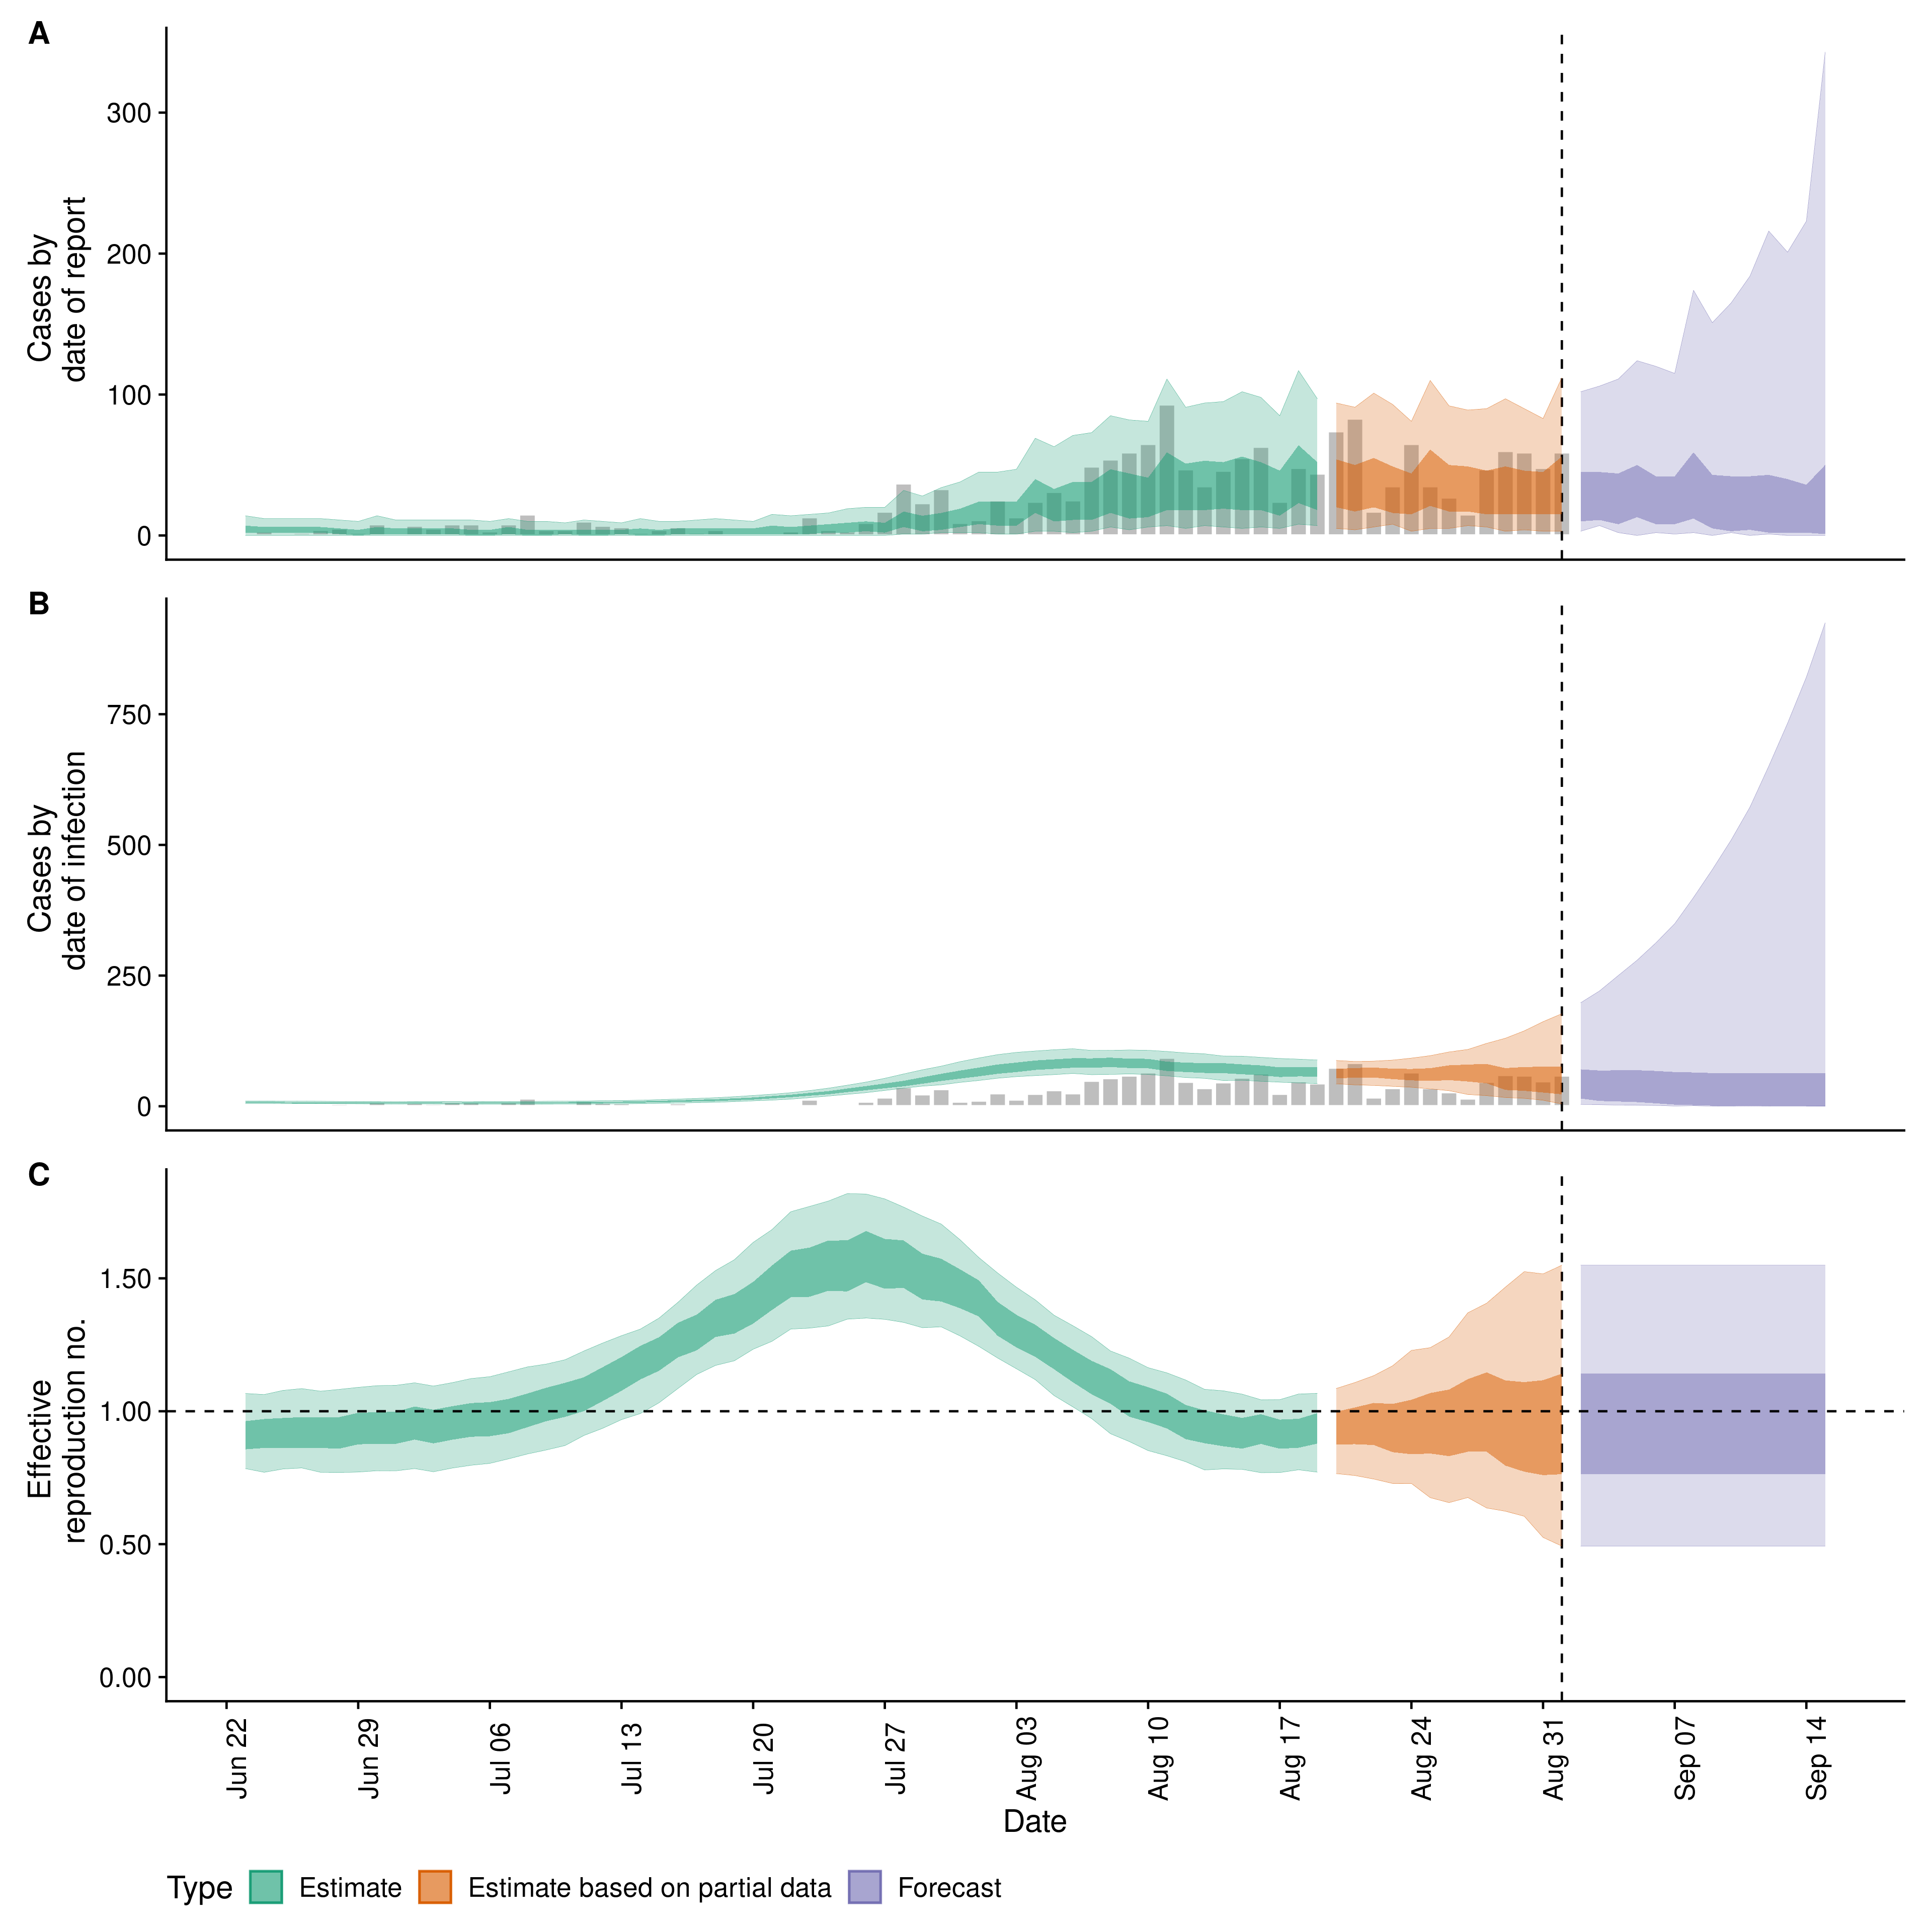 A
Cases by
date of report
300
200
100
0
B
Cases by
date of infection
750
500
250
0
C
Effective
reproduction no.
1.50
1.00
0.50
0.00
Jun 22
Jun 29
Jul 06
Jul 13
Jul 20
Jul 27
Aug 03
Aug 10
Aug 17
Aug 24
Aug 31
Sep 07
Sep 14
Date
Type Estimate Estimate based on partial data Forecast